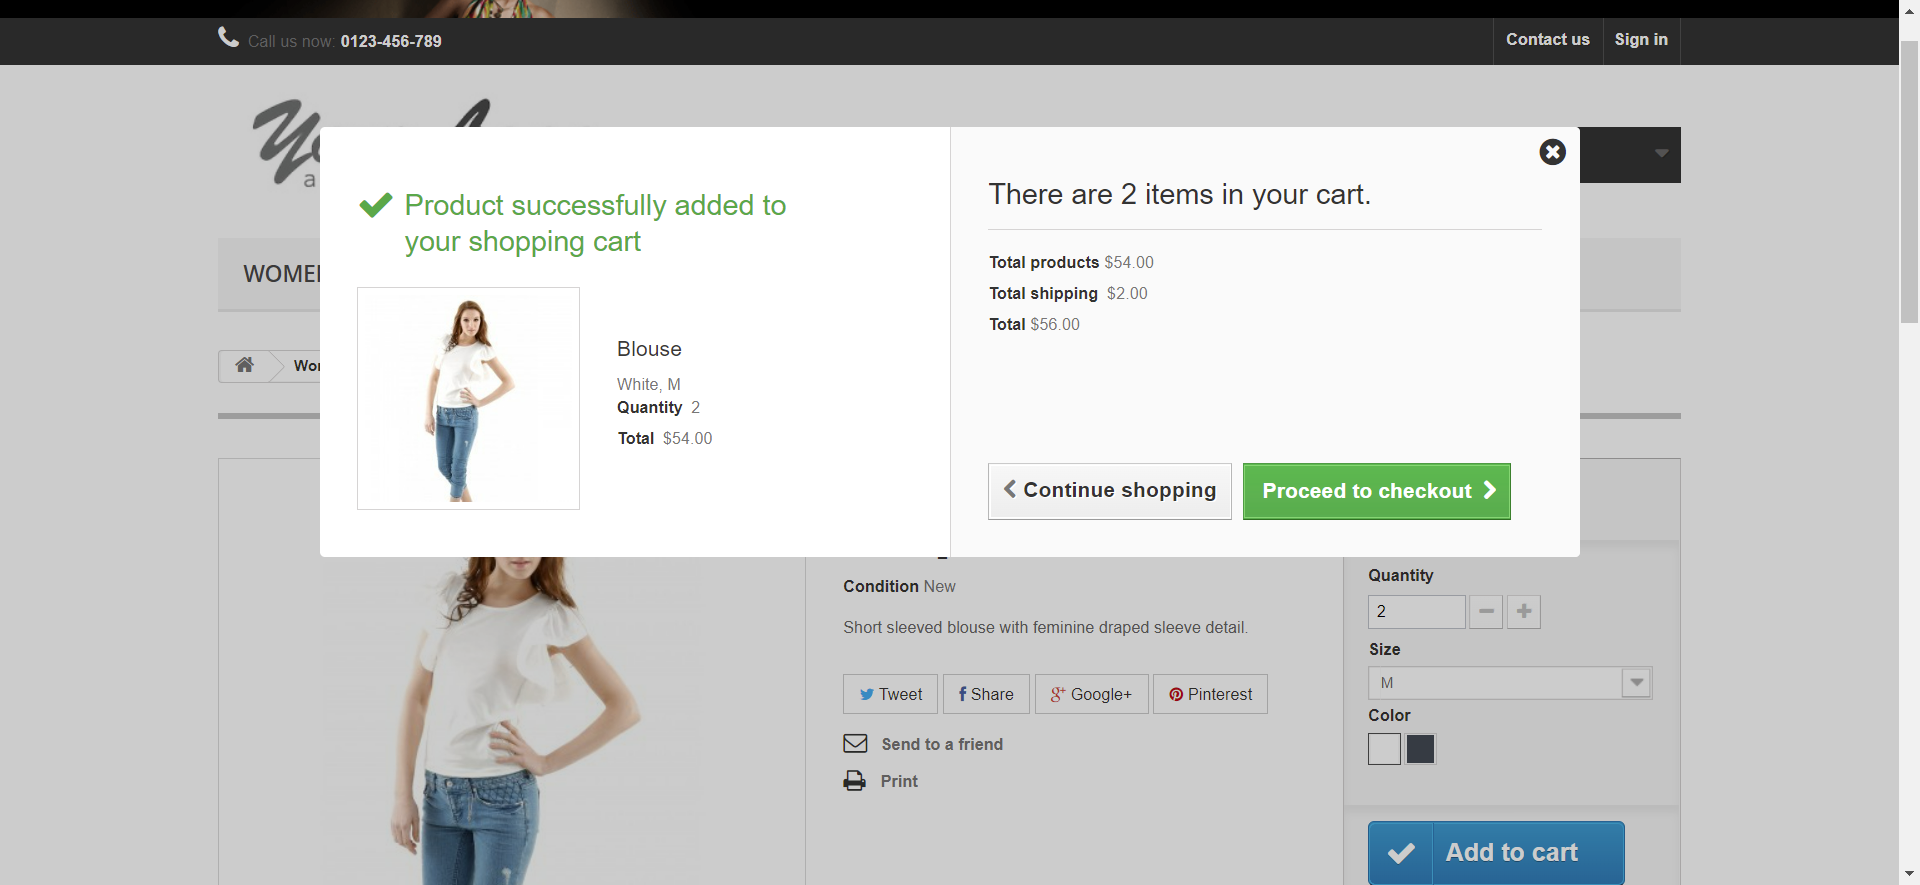 Call us now: 0123-456-789
Contact us
Sign in
Yo
a
WOME
Wo
Product successfully added to
your shopping cart
Blouse
White, M
Quantity 2
Total $54.00
There are 2 items in your cart.
Total products $54.00
Total shipping $2.00
Total $56.00
Continue shopping
Proceed to checkout
Condition New
Short sleeved blouse with feminine draped sleeve detail.
Tweet
Share
Google+
Pinterest
Send to a friend
Print
Quantity
2
Size
M
Color
Add to cart